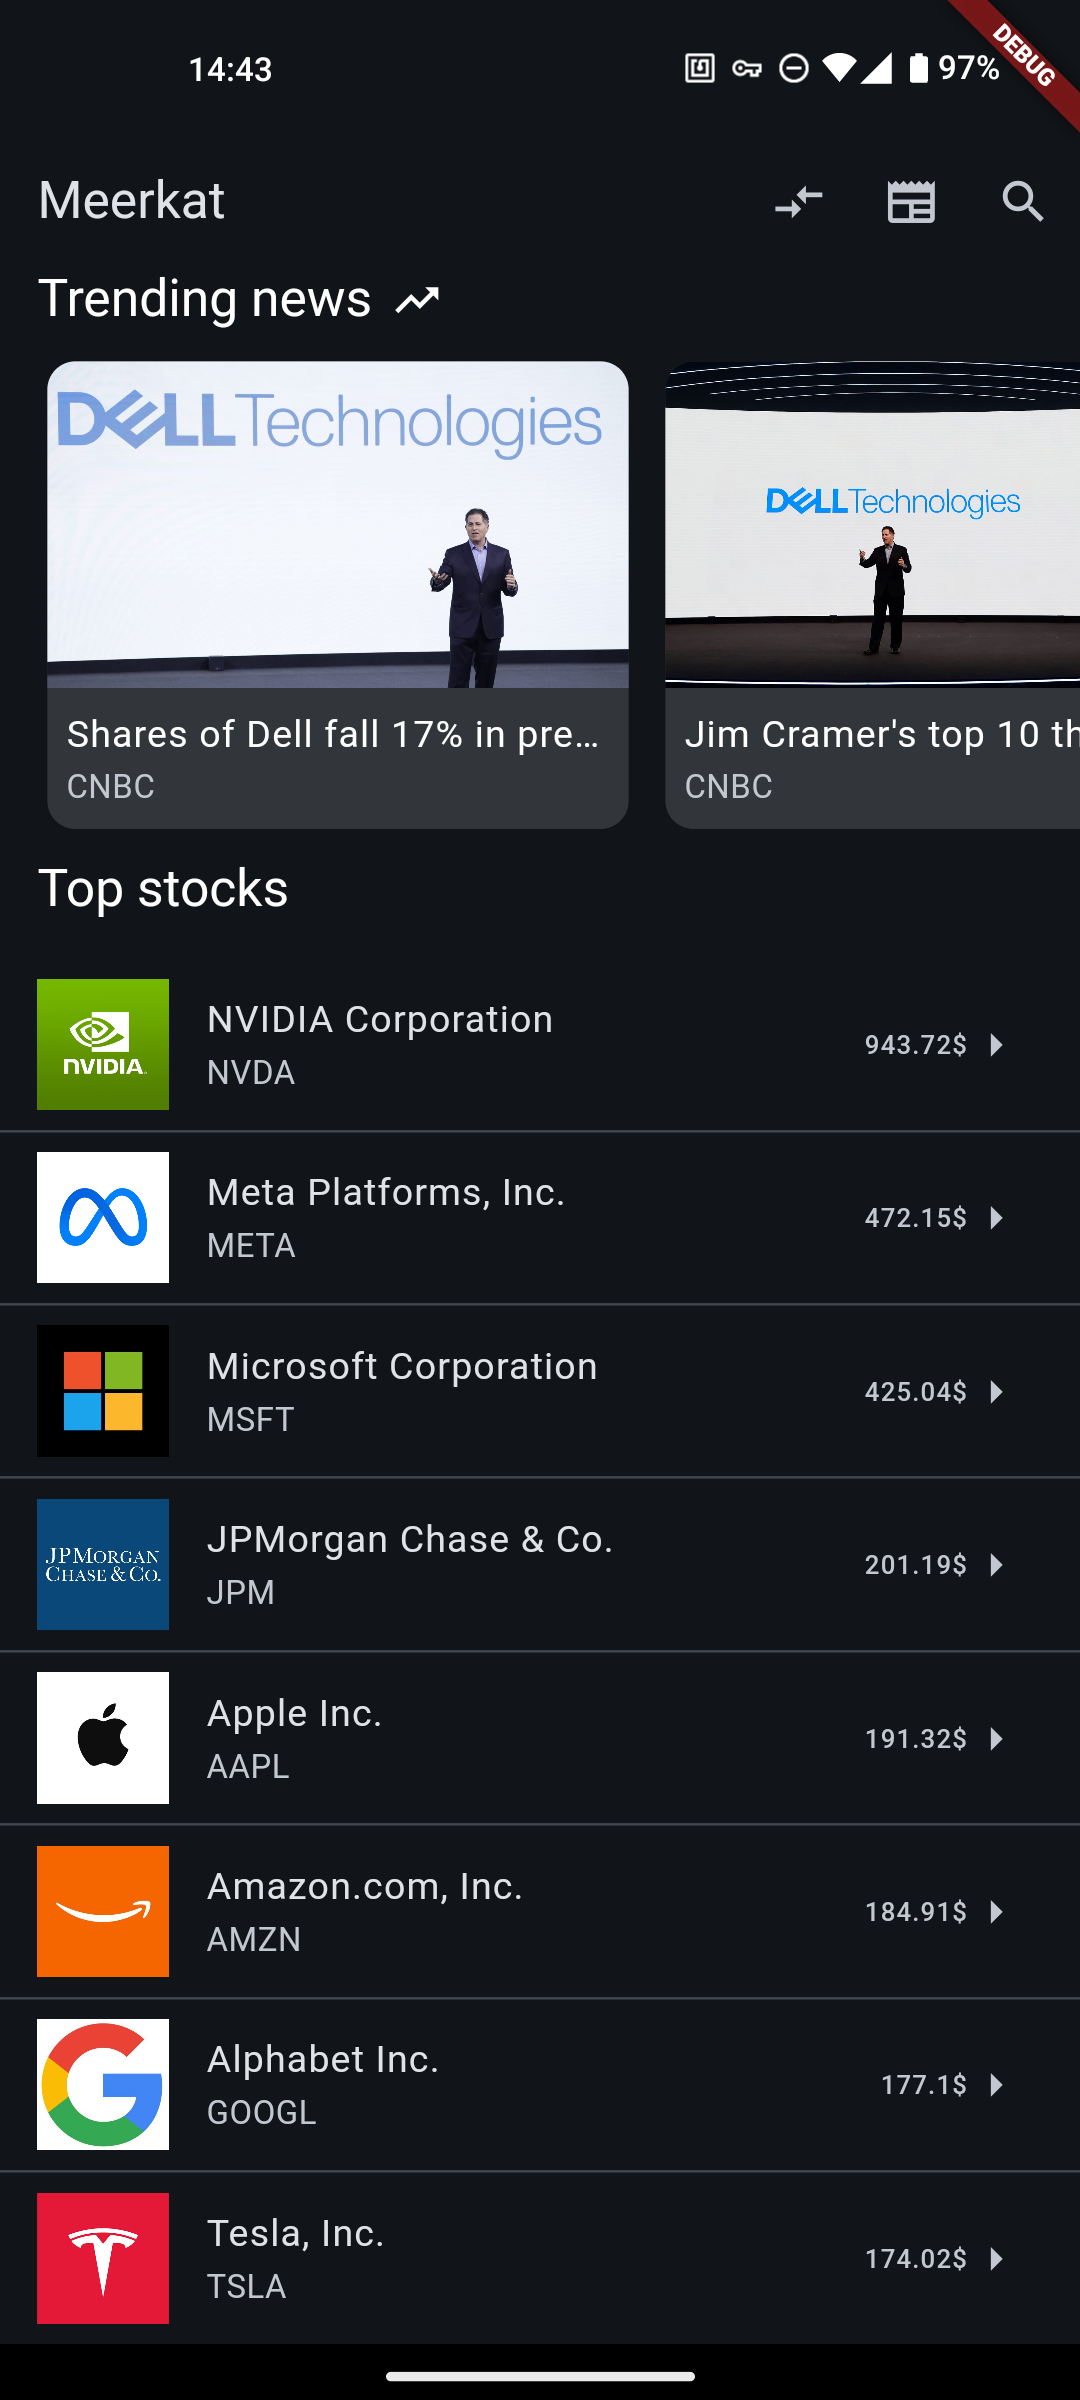 14:43
97%
DEBUG
Meerkat
Trending news
DELL Technologies
DELL Technologies
Shares of Dell fall 17% in pre...
CNBC
Jim Cramer's top 10 th
CNBC
Top stocks
NVIDIA
NVIDIA Corporation
NVDA
943.72$
Meta Platforms, Inc.
META
472.15$
Microsoft Corporation
MSFT
425.04$
JPMORGAN
CHASE & CO.
JPMorgan Chase & Co.
JPM
201.19$
Apple Inc.
AAPL
191.32$
Amazon.com, Inc.
AMZN
184.91$
Alphabet Inc.
GOOGL
177.1$
Tesla, Inc.
TSLA
174.02$